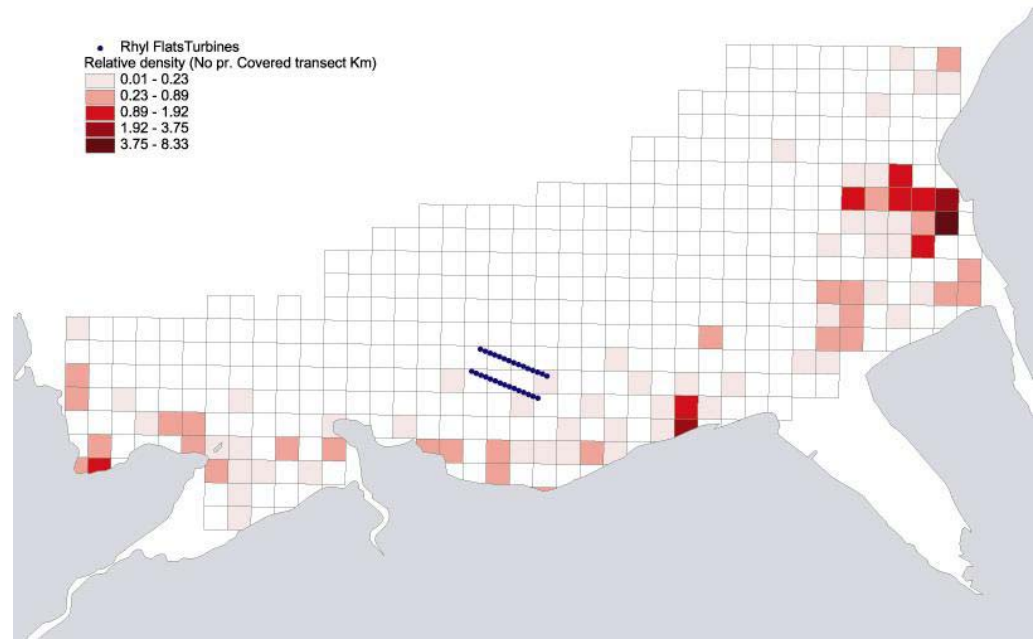 Rhyl FlatsTurbines
Relative density (No pr. Covered transect Km)
0.01 - 0.23
0.23 - 0.89
0.89 - 1.92
1.92 - 3.75
3.75 - 8.33